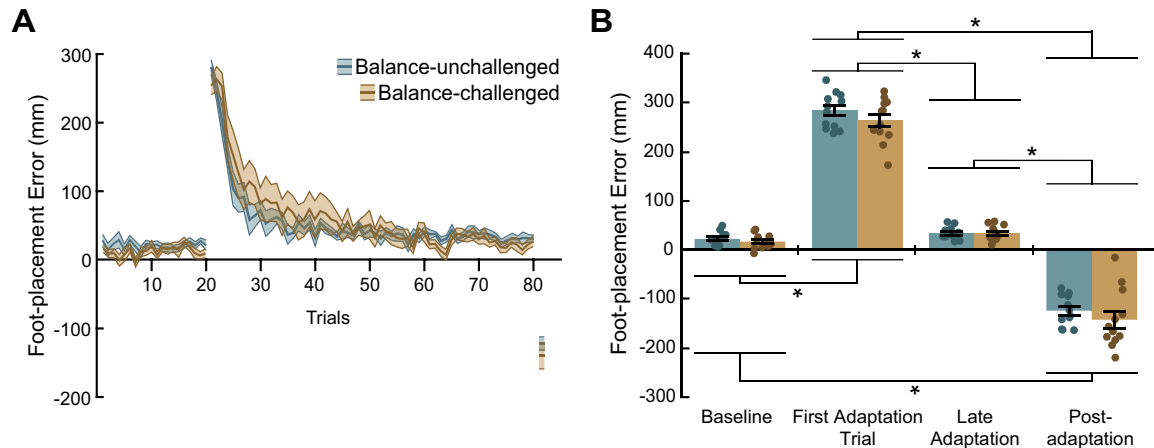 A
Foot-placement Error (mm)
300
200
100
0
-100
-200
10 20 30 40 50 60 70 80
Trials
Balance-unchallenged
Balance-challenged
B
Foot-placement Error (mm)
400
300
200
100
0
-100
-200
-300
*
*
*
*
*
Baseline
First Adaptation
Trial
Late
Adaptation
Post-
adaptation